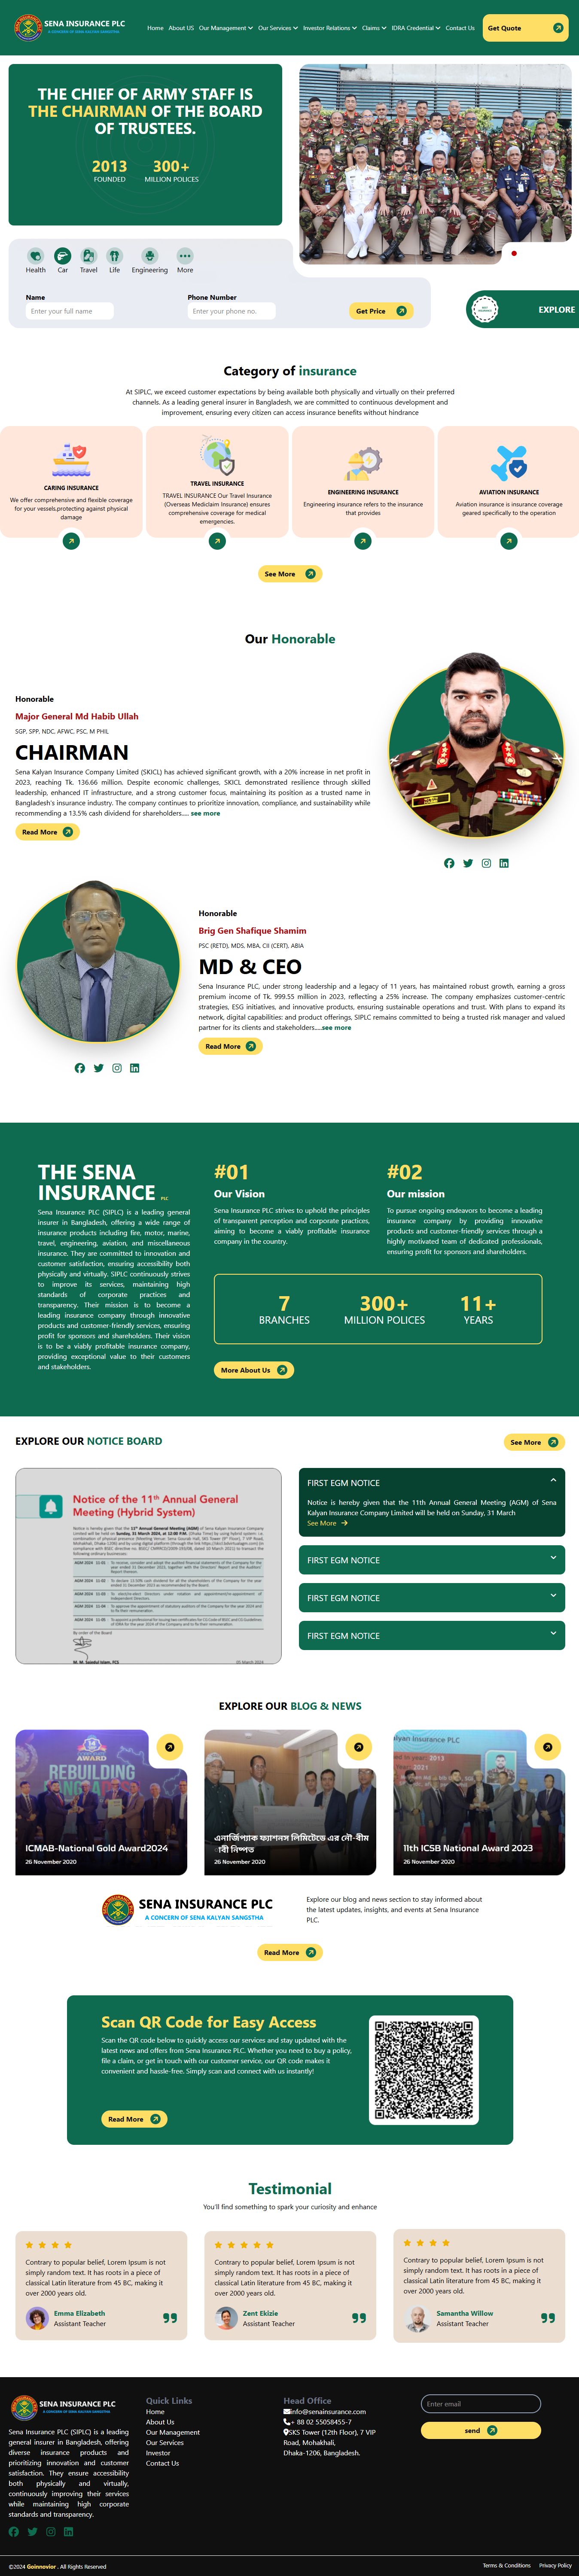 SENA INSURANCE PLC
A CONCERN OF SENA KALYAN SANGSTHA
Home About US Our Management Our Services Investor Relations Claims IDRA Credential Contact Us
Get Quote
THE CHIEF OF ARMY STAFF IS
THE CHAIRMAN OF THE BOARD
OF TRUSTEES.
2013 300+
FOUNDED MILLION POLICES
Health Car Travel Life Engineering More
Name Phone Number
Enter your full name Enter your phone no. Get Price
EXPLORE
Category of insurance
At SIPLC, we exceed customer expectations by being available both physically and virtually on their preferred
channels. As a leading general insurer in Bangladesh, we are committed to continuous development and
improvement, ensuring every citizen can access insurance benefits without hindrance
CARING INSURANCE
We offer comprehensive and flexible coverage
for your vessels.protecting against physical
damage
TRAVEL INSURANCE
TRAVEL INSURANCE Our Travel Insurance
(Overseas Mediclaim Insurance) ensures
comprehensive coverage for medical
emergencies.
ENGINEERING INSURANCE
Engineering insurance refers to the insurance
that provides
AVIATION INSURANCE
Aviation insurance is insurance coverage
geared specifically to the operation
See More
Our Honorable
Honorable
Major General Md Habib Ullah
SGP, SPP, NDC, AFWC, PSC, M PHIL
CHAIRMAN
Sena Kalyan Insurance Company Limited (SKICL) has achieved significant growth, with a 20% increase in net profit in
2023, reaching Tk. 136.66 million. Despite economic challenges, SKICL demonstrated resilience through skilled
leadership, enhanced IT infrastructure, and a strong customer focus, maintaining its position as a trusted name in
Bangladesh's insurance industry. The company continues to prioritize innovation, compliance, and sustainability while
recommending a 13.5% cash dividend for shareholders..... see more
Read More
Honorable
Brig Gen Shafique Shamim
PSC (RETD), MDS, MBA, CII (CERT), ABIA
MD & CEO
Sena Insurance PLC, under strong leadership and a legacy of 11 years, has maintained robust growth, earning a gross
premium income of Tk. 999.55 million in 2023, reflecting a 25% increase. The company emphasizes customer-centric
strategies, ESG initiatives, and innovative products, ensuring sustainable operations and trust. With plans to expand its
network, digital capabilities: and product offerings, SIPLC remains committed to being a trusted risk manager and valued
partner for its clients and stakeholders.....see more
Read More
THE SENA
INSURANCE PLC
Sena Insurance PLC (SIPLC) is a leading general
insurer in Bangladesh, offering a wide range of
insurance products including fire, motor, marine,
travel, engineering, aviation, and miscellaneous
insurance. They are committed to innovation and
customer satisfaction, ensuring accessibility both
physically and virtually. SIPLC continually strives
to improve its services, maintaining high
standards of corporate practices and
transparency. Their mission is to become a
leading insurance company through innovative
products and customer-friendly services, ensuring
profit for sponsors and shareholders. Their vision
is to be a viably profitable insurance company,
providing exceptional value to their customers
and stakeholders.
#01
Our Vision
Sena Insurance PLC strives to uphold the principles
of transparent perception and corporate practices,
aiming to become a viably profitable insurance
company in the country.
#02
Our mission
To pursue ongoing endeavors to become a leading
insurance company by providing innovative
products and customer-friendly services through a
highly motivated team of dedicated professionals,
ensuring profit for sponsors and shareholders.
7 300+ 11+
BRANCHES MILLION POLICES YEARS
More About Us
EXPLORE OUR NOTICE BOARD
See More
Notice of the 11th Annual General
Meeting (Hybrid System)
By order of the Board
M. M. Saiedul Islam, FCS
05 March 2024
FIRST EGM NOTICE
Notice is hereby given that the 11th Annual General Meeting (AGM) of Sena
Kalyan Insurance Company Limited will be held on Sunday, 31 March
See More
FIRST EGM NOTICE
FIRST EGM NOTICE
FIRST EGM NOTICE
EXPLORE OUR BLOG & NEWS
AWARD
REBUILDING
ICMAB-National Gold Award2024
26 November 2020
এনার্জিপ্যাক ফ্যাশনস লিমিটেডে এর নৌ-বীম
াবী নিষ্পত্ত
26 November 2020
alyan Insurance PLC
11th ICSB National Award 2023
26 November 2020
SENA INSURANCE PLC
A CONCERN OF SENA KALYAN SANGSTHA
Explore our blog and news section to stay informed about
the latest updates, insights, and events at Sena Insurance
PLC.
Read More
Scan QR Code for Easy Access
Scan the QR code below to quickly access our services and stay updated with the
latest news and offers from Sena Insurance PLC. Whether you need to buy a policy,
file a claim, or get in touch with our customer service, our QR code makes it
convenient and hassle-free. Simply scan and connect with us instantly!
Read More
Testimonial
You'll find something to spark your curiosity and enhance
Contrary to popular belief, Lorem Ipsum is not
simply random text. It has roots in a piece of
classical Latin literature from 45 BC, making it
over 2000 years old.
Emma Elizabeth
Assistant Teacher
Contrary to popular belief, Lorem Ipsum is not
simply random text. It has roots in a piece of
classical Latin literature from 45 BC, making it
over 2000 years old.
Zent Ekizie
Assistant Teacher
Contrary to popular belief, Lorem Ipsum is not
simply random text. It has roots in a piece of
classical Latin literature from 45 BC, making it
over 2000 years old.
Samantha Willow
Assistant Teacher
SENA INSURANCE PLC
A CONCERN OF SENA KALYAN SANGSTHA
Sena Insurance PLC (SIPLC) is a leading
general insurer in Bangladesh, offering
diverse insurance products and
prioritizing innovation and customer
satisfaction. They ensure accessibility
both physically and virtually,
continuously improving their services
while maintaining high corporate
standards and transparency.
Quick Links
Home
About Us
Our Management
Our Services
Investor
Contact Us
Head Office
info@senainsurance.com
+ 88 02 55058455-7
SKS Tower (12th Floor), 7 VIP
Road, Mohakhali,
Dhaka-1206, Bangladesh.
Enter email
send
©2024 Goinnovior . All Rights Reserved
Terms & Conditions Privacy Policy